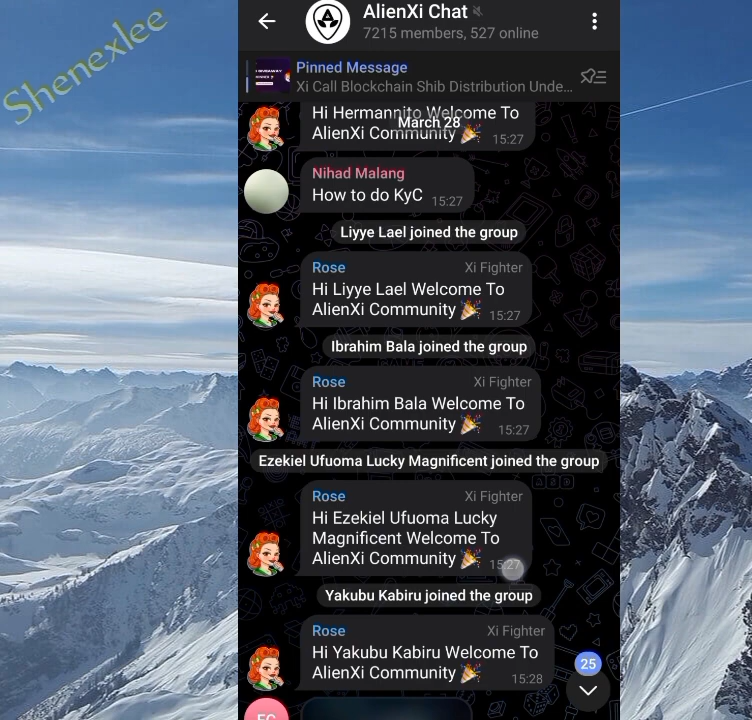 Shenexlee
AlienXi Chat
7215 members, 527 online
Pinned Message
Xi Call Blockchain Shib Distribution Unde...
Hi Hermannito Welcome To
March 28
AlienXi Community 🎉 15:27
Nihad Malang
How to do KyC 15:27
Liyye Lael joined the group
Rose Xi Fighter
Hi Liyye Lael Welcome To
AlienXi Community 🎉 15:27
Ibrahim Bala joined the group
Rose Xi Fighter
Hi Ibrahim Bala Welcome To
AlienXi Community 🎉 15:27
Ezekiel Ufuoma Lucky Magnificent joined the group
Rose Xi Fighter
Hi Ezekiel Ufuoma Lucky
Magnificent Welcome To
AlienXi Community 🎉 15:27
Yakubu Kabiru joined the group
Rose Xi Fighter
Hi Yakubu Kabiru Welcome To
25
AlienXi Community 🎉 15:28